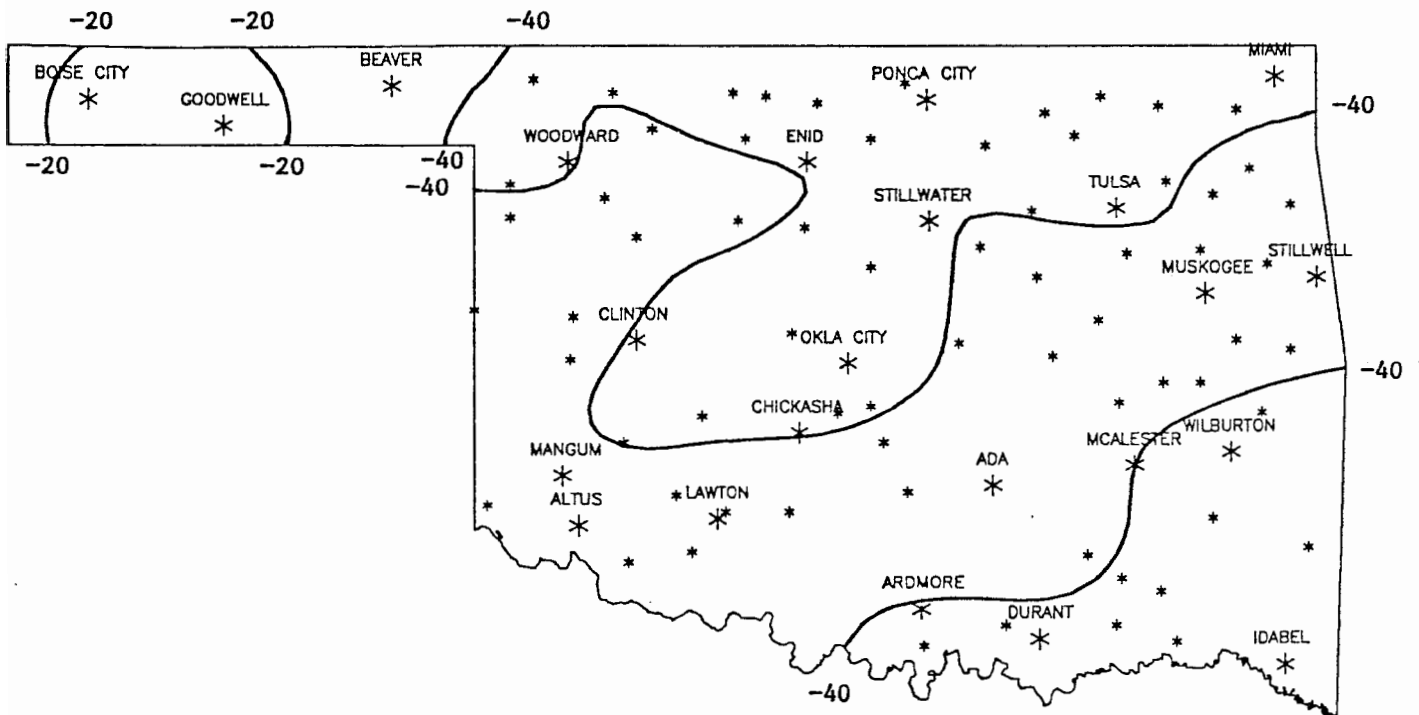 -20
-20
-40
BOISE CITY
GOODWELL
BEAVER
PONCA CITY
MIAMI
-40
-20
-20
-40
-40
WOODWARD
ENID
STILLWATER
TULSA
MUSKOGEE
STILLWELL
CLINTON
OKLA CITY
-40
CHICKASHA
MANGUM
ALTUS
LAWTON
ADA
MCALESTER
WILBURTON
ARDMORE
DURANT
IDABEL
-40